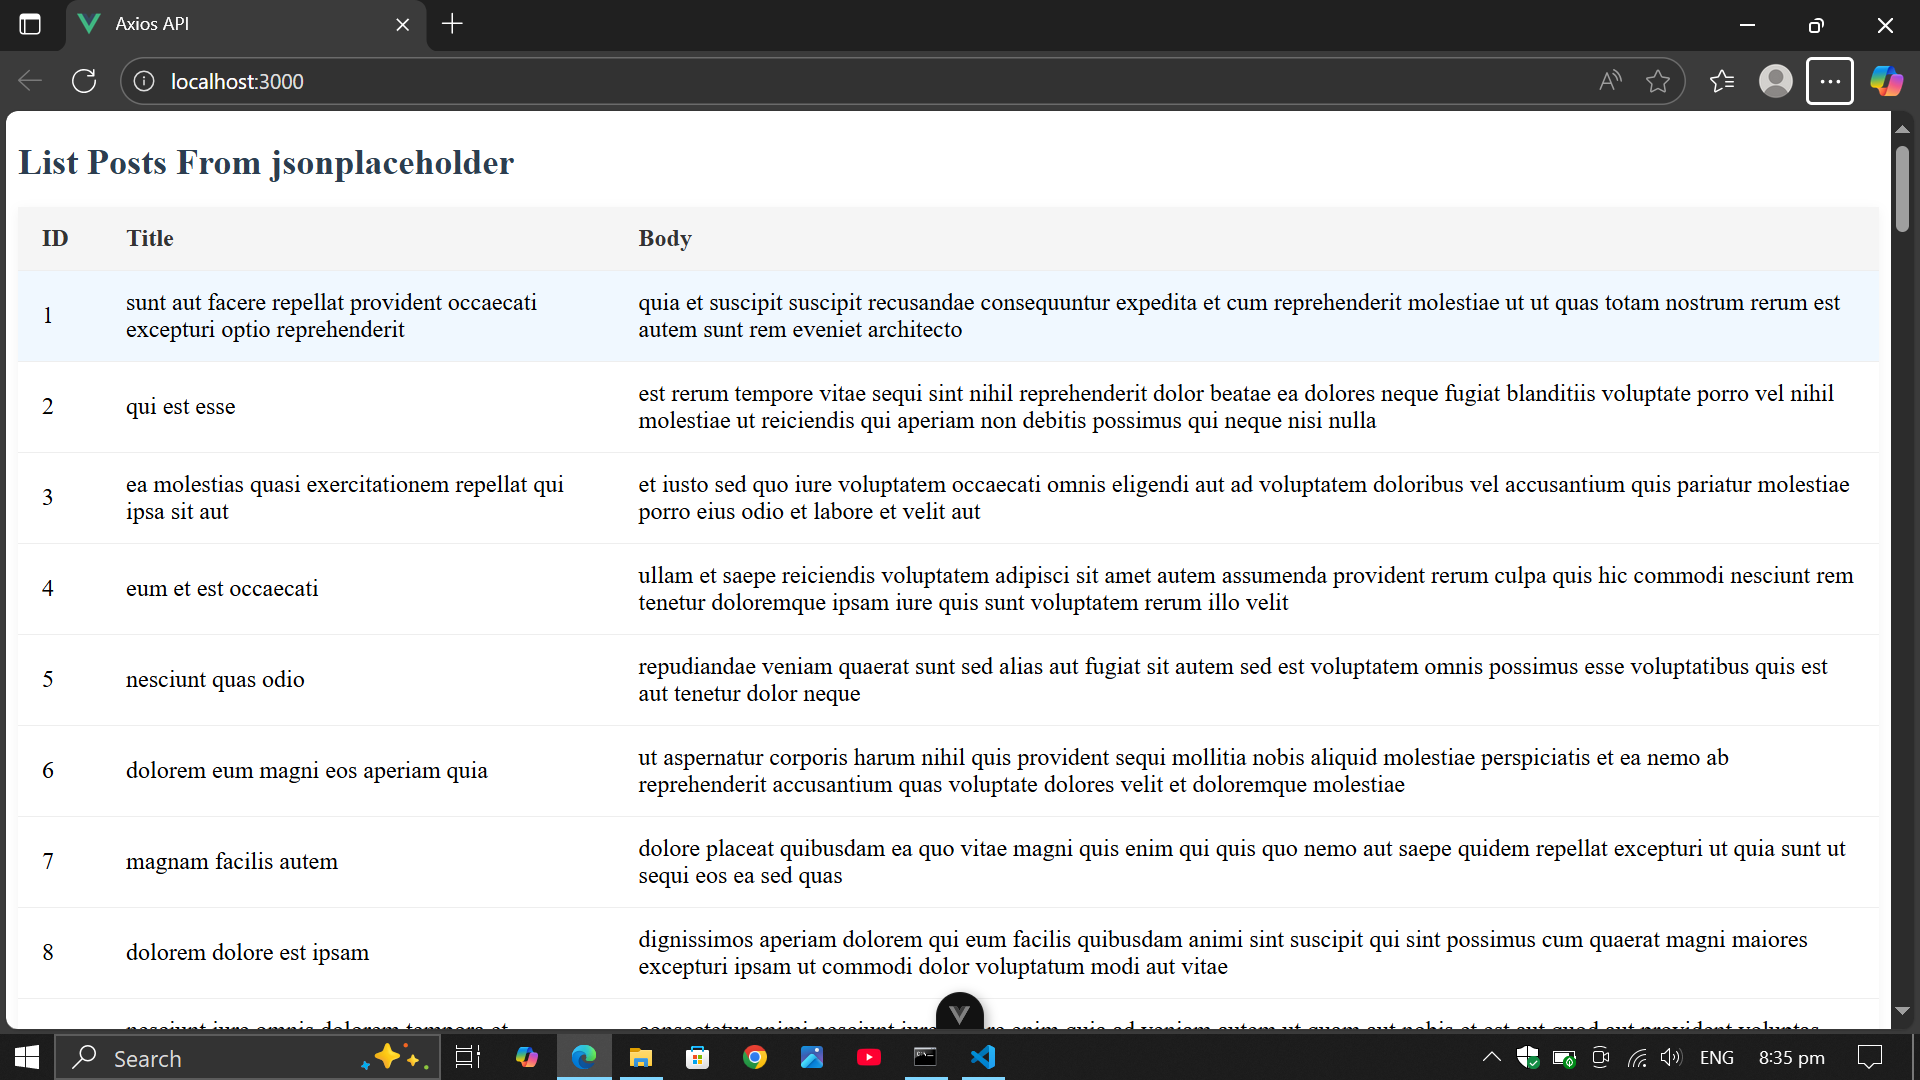 Axios API
localhost:3000
List Posts From jsonplaceholder
ID Title Body
1 sunt aut facere repellat provident occaecati excepturi optio reprehenderit
quia et suscipit suscipit recusandae consequuntur expedita et cum reprehenderit molestiae ut ut quas totam nostrum rerum est
autem sunt rem eveniet architecto
2 qui est esse
est rerum tempore vitae sequi sint nihil reprehenderit dolor beatae ea dolores neque fugiat blanditiis voluptate porro vel nihil
molestiae ut reiciendis qui aperiam non debitis possimus qui neque nisi nulla
3 ea molestias quasi exercitationem repellat qui
ipsa sit aut
et iusto sed quo iure voluptatem occaecati omnis eligendi aut ad voluptatem doloribus vel accusantium quis pariatur molestiae
porro eius odio et labore et velit aut
4 eum et est occaecati
ullam et saepe reiciendis voluptatem adipisci sit amet autem assumenda provident rerum culpa quis hic commodi nesciunt rem
tenetur doloremque ipsam iure quis sunt voluptatem rerum illo velit
5 nesciunt quas odio
repudiandae veniam quaerat sunt sed alias aut fugiat sit autem sed est voluptatem omnis possimus esse voluptatibus quis est
aut tenetur dolor neque
6 dolorem eum magni eos aperiam quia
ut aspernatur corporis harum nihil quis provident sequi mollitia nobis aliquid molestiae perspiciatis et ea nemo ab
reprehenderit accusantium quas voluptate dolores velit et doloremque molestiae
7 magnam facilis autem
dolore placeat quibusdam ea quo vitae magni quis enim qui quis quo nemo aut saepe quidem repellat excepturi ut quia sunt ut
sequi eos ea sed quas
8 dolorem dolore est ipsam
dignissimos aperiam dolorem qui eum facilis quibusdam animi sint suscipit qui sint possimus cum quaerat magni maiores
excepturi ipsam ut commodi dolor voluptatum modi aut vitae
Search
ENG
8:35 pm